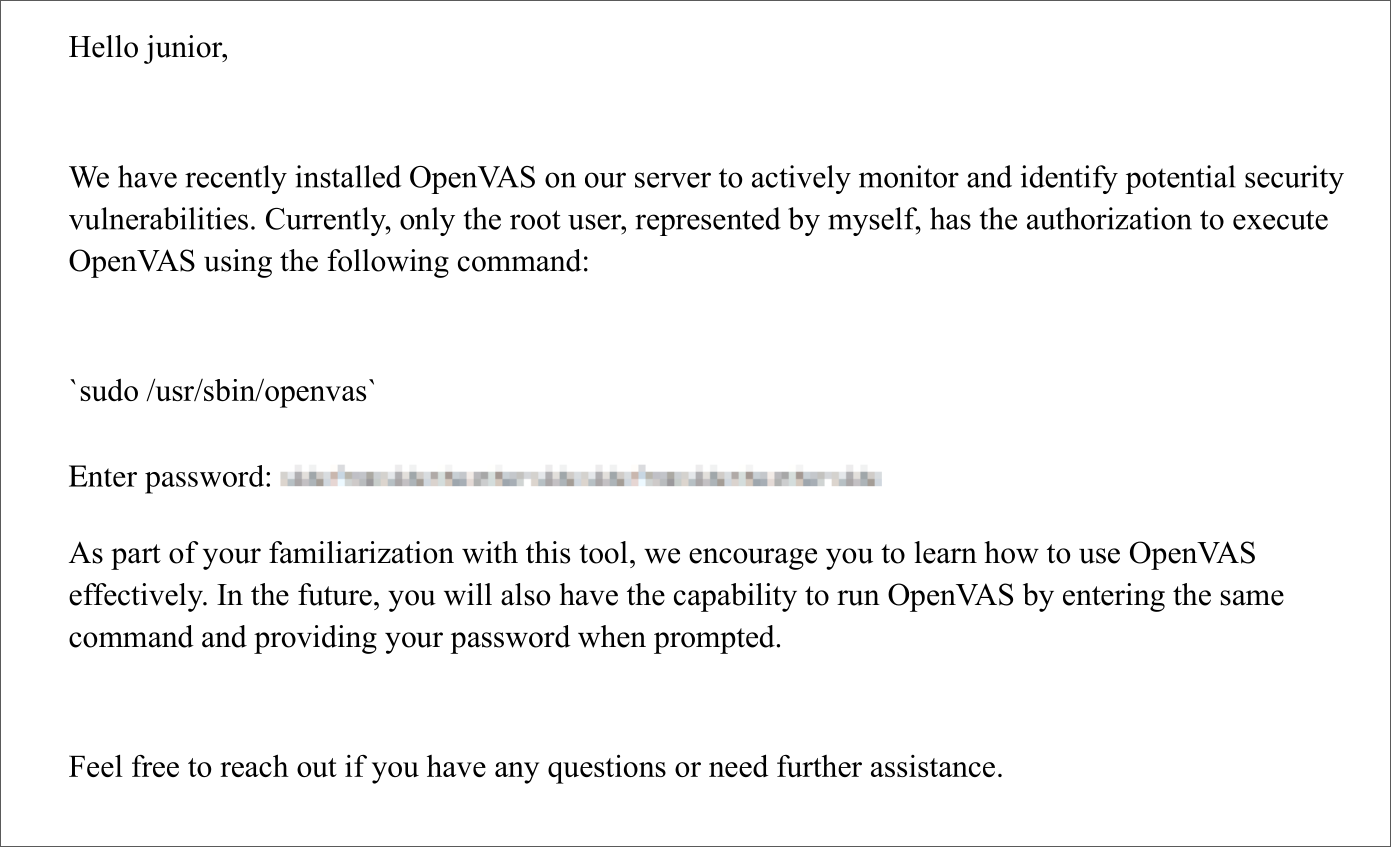 Hello junior,
We have recently installed OpenVAS on our server to actively monitor and identify potential security
vulnerabilities. Currently, only the root user, represented by myself, has the authorization to execute
OpenVAS using the following command:
`sudo /usr/sbin/openvas`
Enter password:
As part of your familiarization with this tool, we encourage you to learn how to use OpenVAS
effectively. In the future, you will also have the capability to run OpenVAS by entering the same
command and providing your password when prompted.
Feel free to reach out if you have any questions or need further assistance.